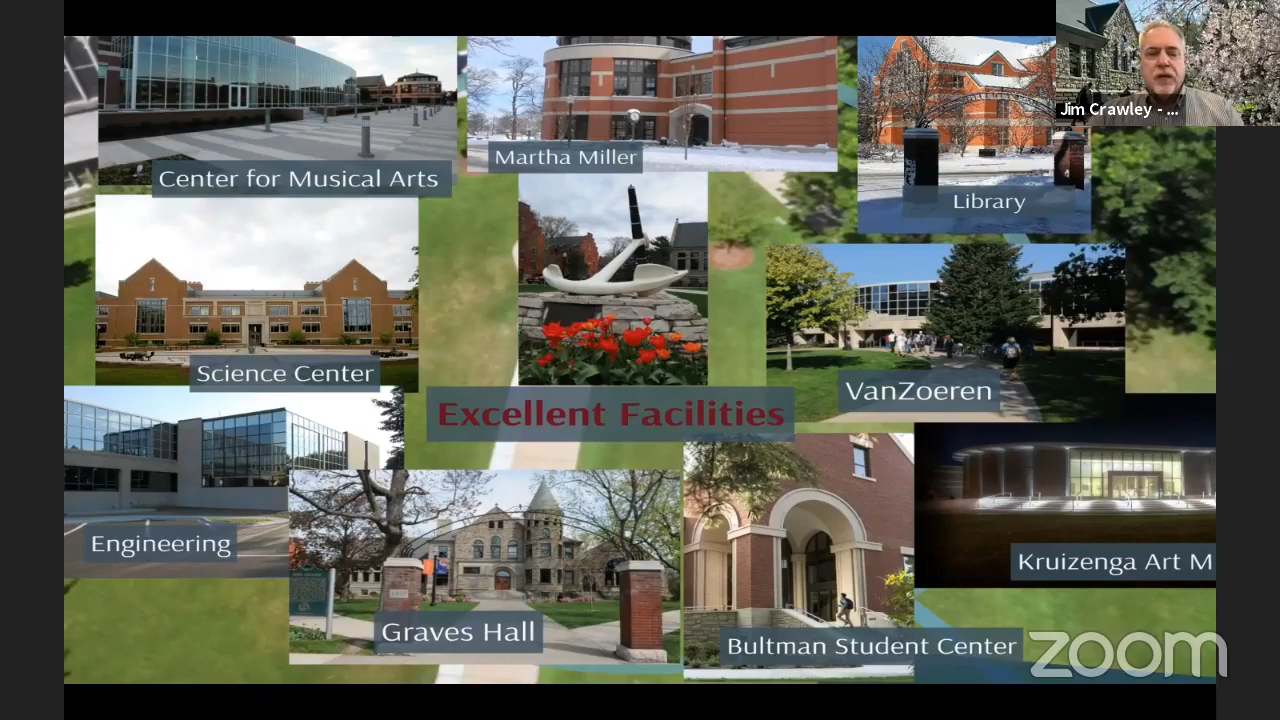 Jim Crawley - ...
Center for Musical Arts
Martha Miller
Library
Science Center
VanZoeren
Excellent Facilities
Engineering
Graves Hall
Bultman Student Center
Kruizenga Art M
zoom